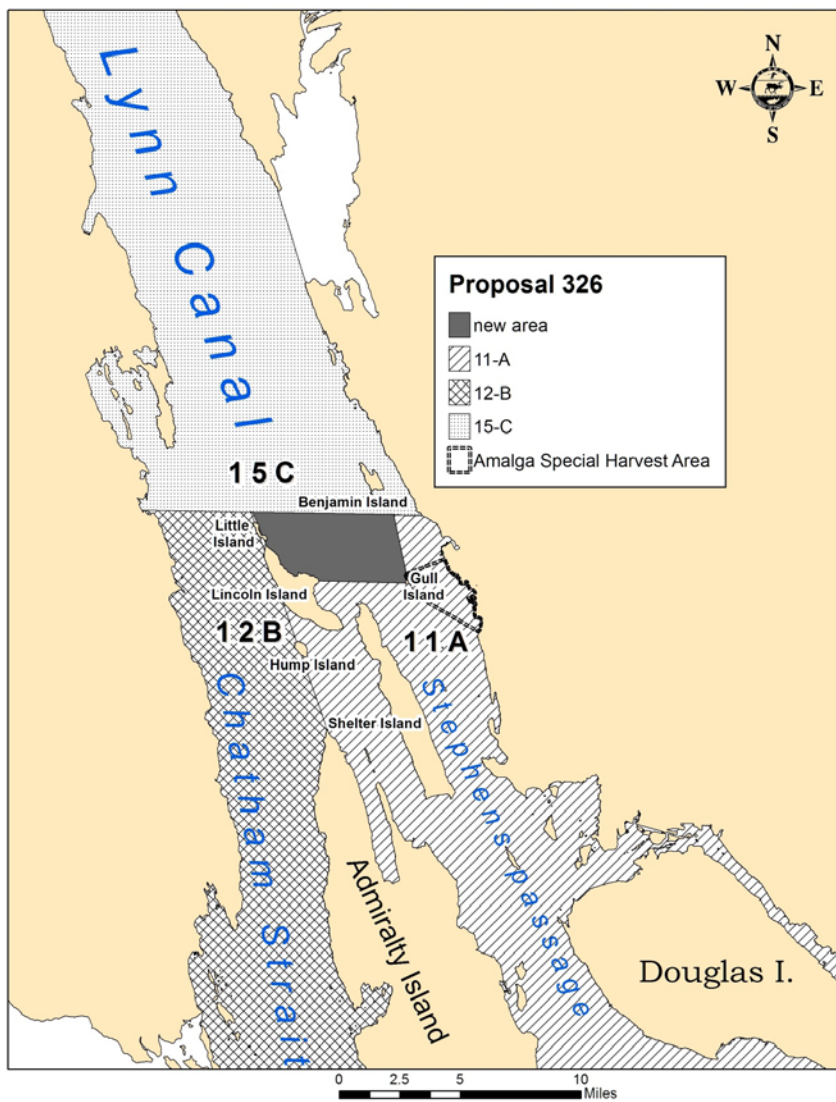 N
W E
S
Lynn Canal
Proposal 326
new area
11-A
12-B
15-C
Amalga Special Harvest Area
15C
Benjamin Island
Little
Island
Gull
Island
Lincoln Island
12B
11A
Hump Island
Shelter Island
Chatham Strait
Stephens passage
Admiralty Island
Douglas I.
0 2.5 5 10
Miles